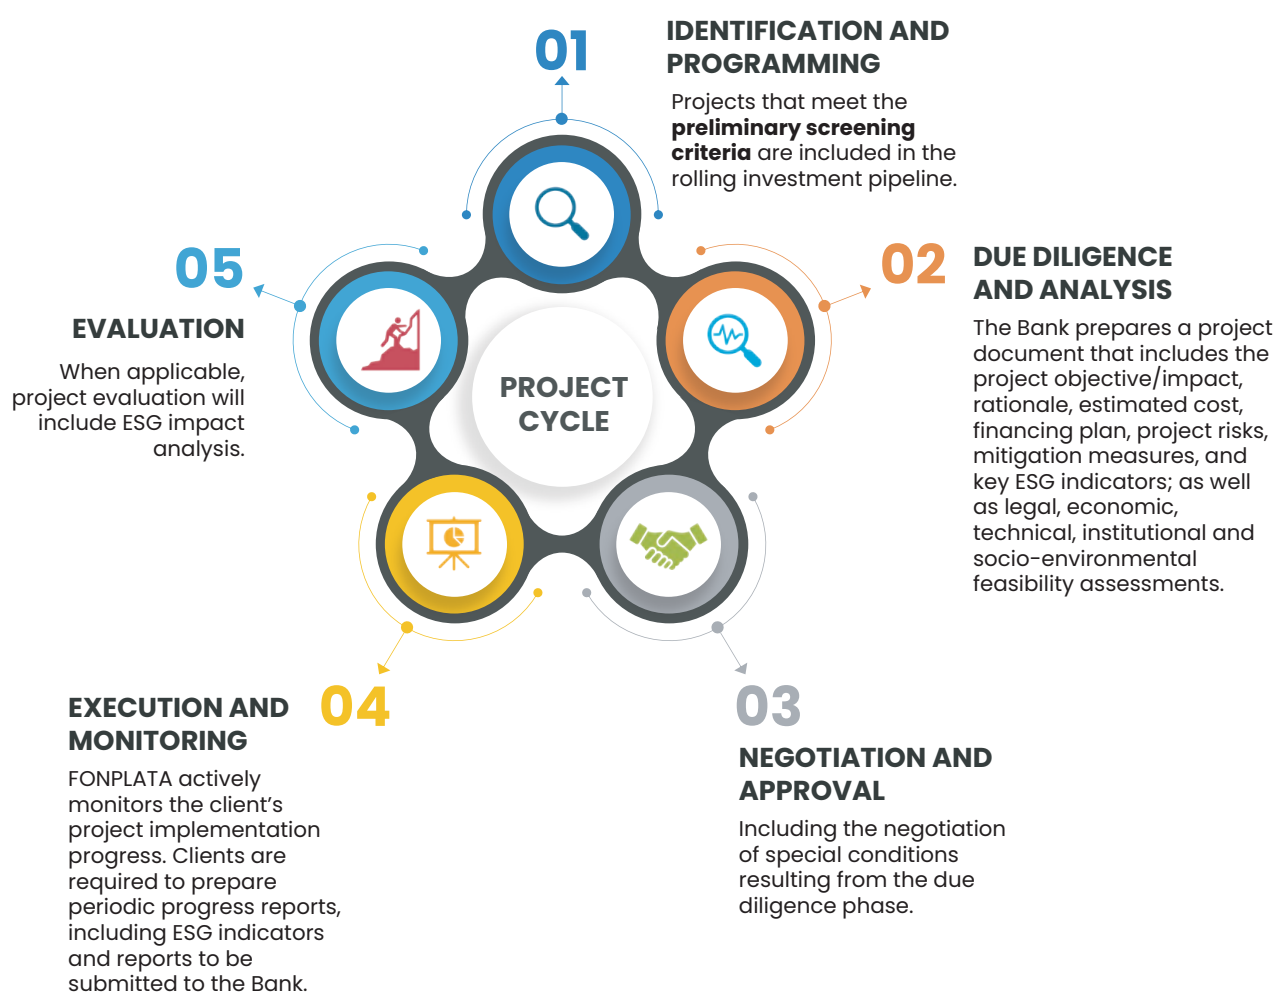 PROJECT
CYCLE
01
IDENTIFICATION AND
PROGRAMMING
Projects that meet the
preliminary screening
criteria are included in the
rolling investment pipeline.
02
DUE DILIGENCE
AND ANALYSIS
The Bank prepares a project
document that includes the
project objective/impact,
rationale, estimated cost,
financing plan, project risks,
mitigation measures, and
key ESG indicators; as well
as legal, economic,
technical, institutional and
socio-environmental
feasibility assessments.
03
NEGOTIATION AND
APPROVAL
Including the negotiation
of special conditions
resulting from the due
diligence phase.
04
EXECUTION AND
MONITORING
FONPLATA actively
monitors the client’s
project implementation
progress. Clients are
required to prepare
periodic progress reports,
including ESG indicators
and reports to be
submitted to the Bank.
05
EVALUATION
When applicable,
project evaluation will
include ESG impact
analysis.